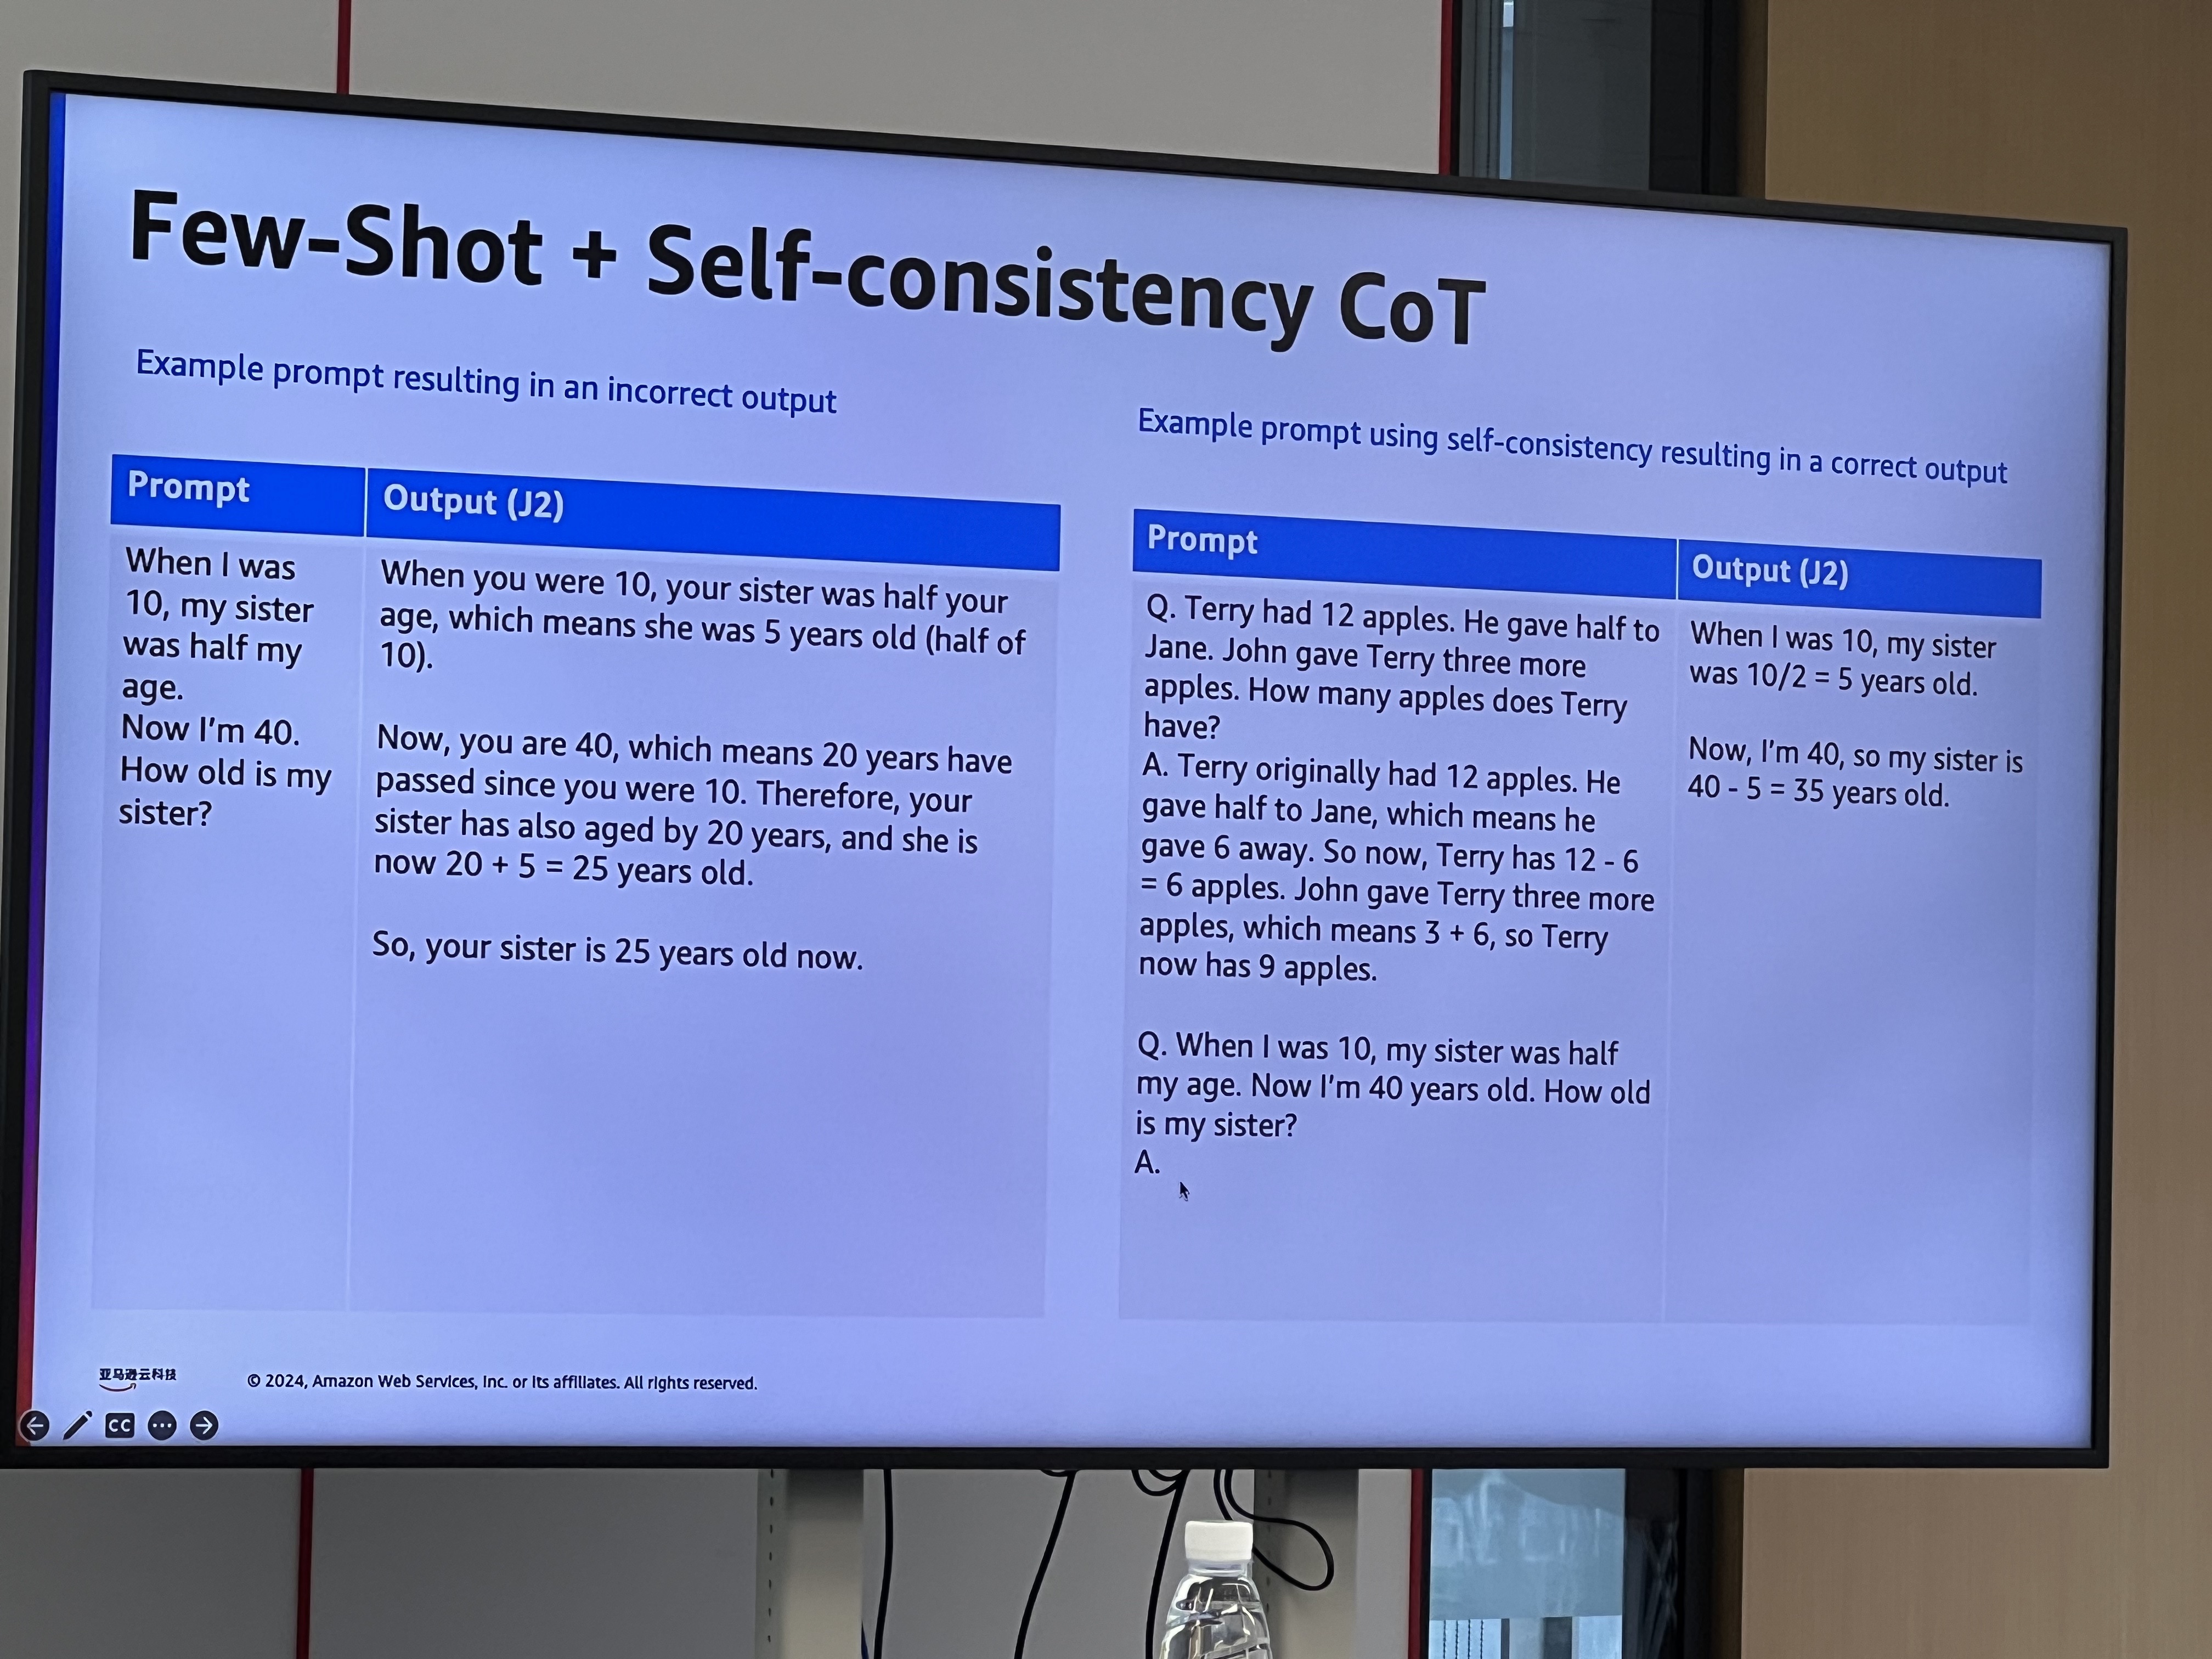 Few-Shot + Self-consistency CoT
Example prompt resulting in an incorrect output
Prompt
Output (J2)
When I was
10, my sister
was half my
age.
Now I'm 40.
How old is my
sister?
When you were 10, your sister was half your
age, which means she was 5 years old (half of
10).
Now, you are 40, which means 20 years have
passed since you were 10. Therefore, your
sister has also aged by 20 years, and she is
now 20 + 5 = 25 years old.
So, your sister is 25 years old now.
Example prompt using self-consistency resulting in a correct output
Prompt
Output (J2)
Q. Terry had 12 apples. He gave half to
Jane. John gave Terry three more
apples. How many apples does Terry
have?
A. Terry originally had 12 apples. He
gave half to Jane, which means he
gave 6 away. So now, Terry has 12 - 6
= 6 apples. John gave Terry three more
apples, which means 3 + 6, so Terry
now has 9 apples.
Q. When I was 10, my sister was half
my age. Now I'm 40 years old. How old
is my sister?
A.
When I was 10, my sister
was 10/2 = 5 years old.
Now, I'm 40, so my sister is
40 - 5 = 35 years old.
亚马逊云科技
© 2024, Amazon Web Services, Inc. or its affiliates. All rights reserved.
CC